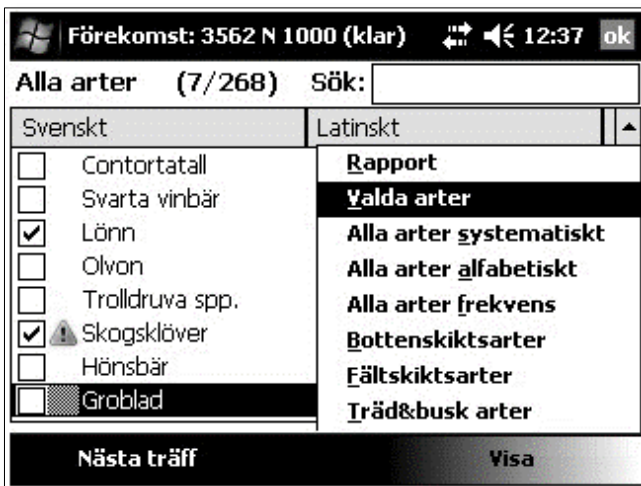 Förekomst: 3562 N 1000 (klar) 12:37 ok
Alla arter (7/268) Sök:
Svenskt Latinskt
Contortatall
Svarta vinbär
Lönn
Olvon
Trolldruva spp.
Skogsklöver
Hönsbär
Groblad
Rapport
Valda arter
Alla arter systematiskt
Alla arter alfabetiskt
Alla arter frekvens
Bottenskiktsarter
Fältskiktsarter
Träd&busk arter
Nästa träff Visa